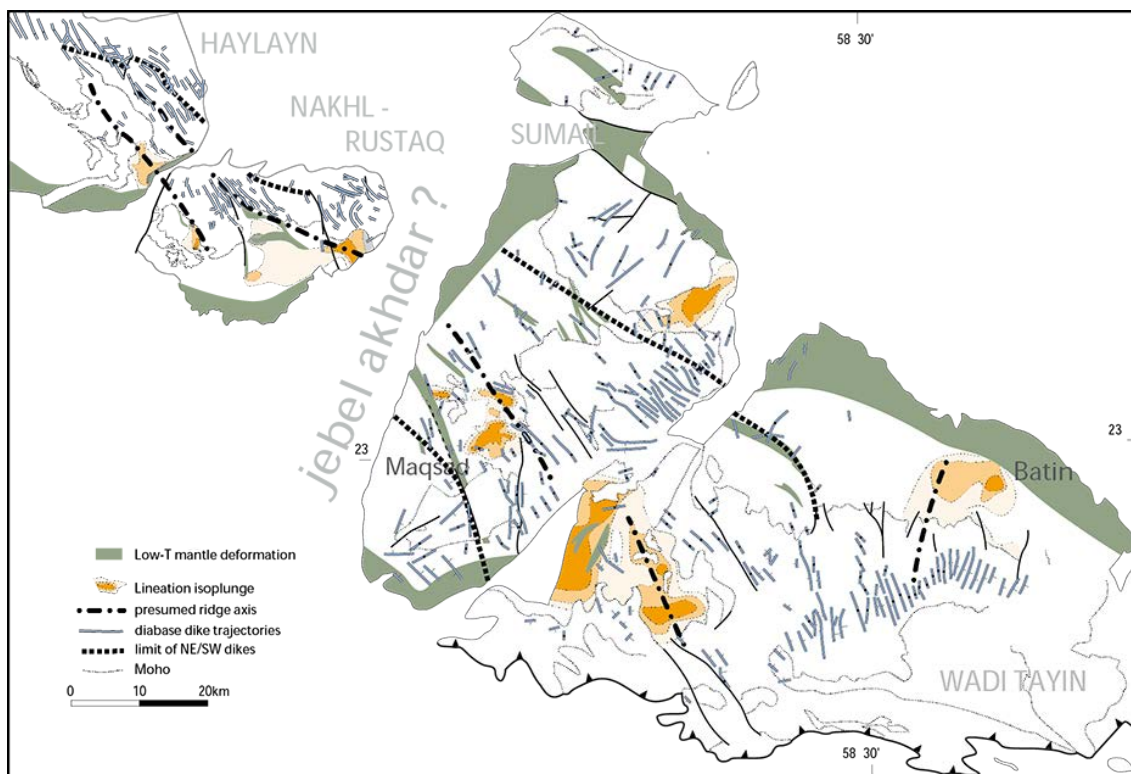 HAYLAYN
58 30'
NAKHL -
RUSTAQ
SUMAIL
jebel akhdar ?
23
23
Maqsad
Batin
Low-T mantle deformation
Lineation isoplunge
presumed ridge axis
diabase dike trajectories
limit of NE/SW dikes
Moho
0 10 20km
WADI TAYIN
58 30'